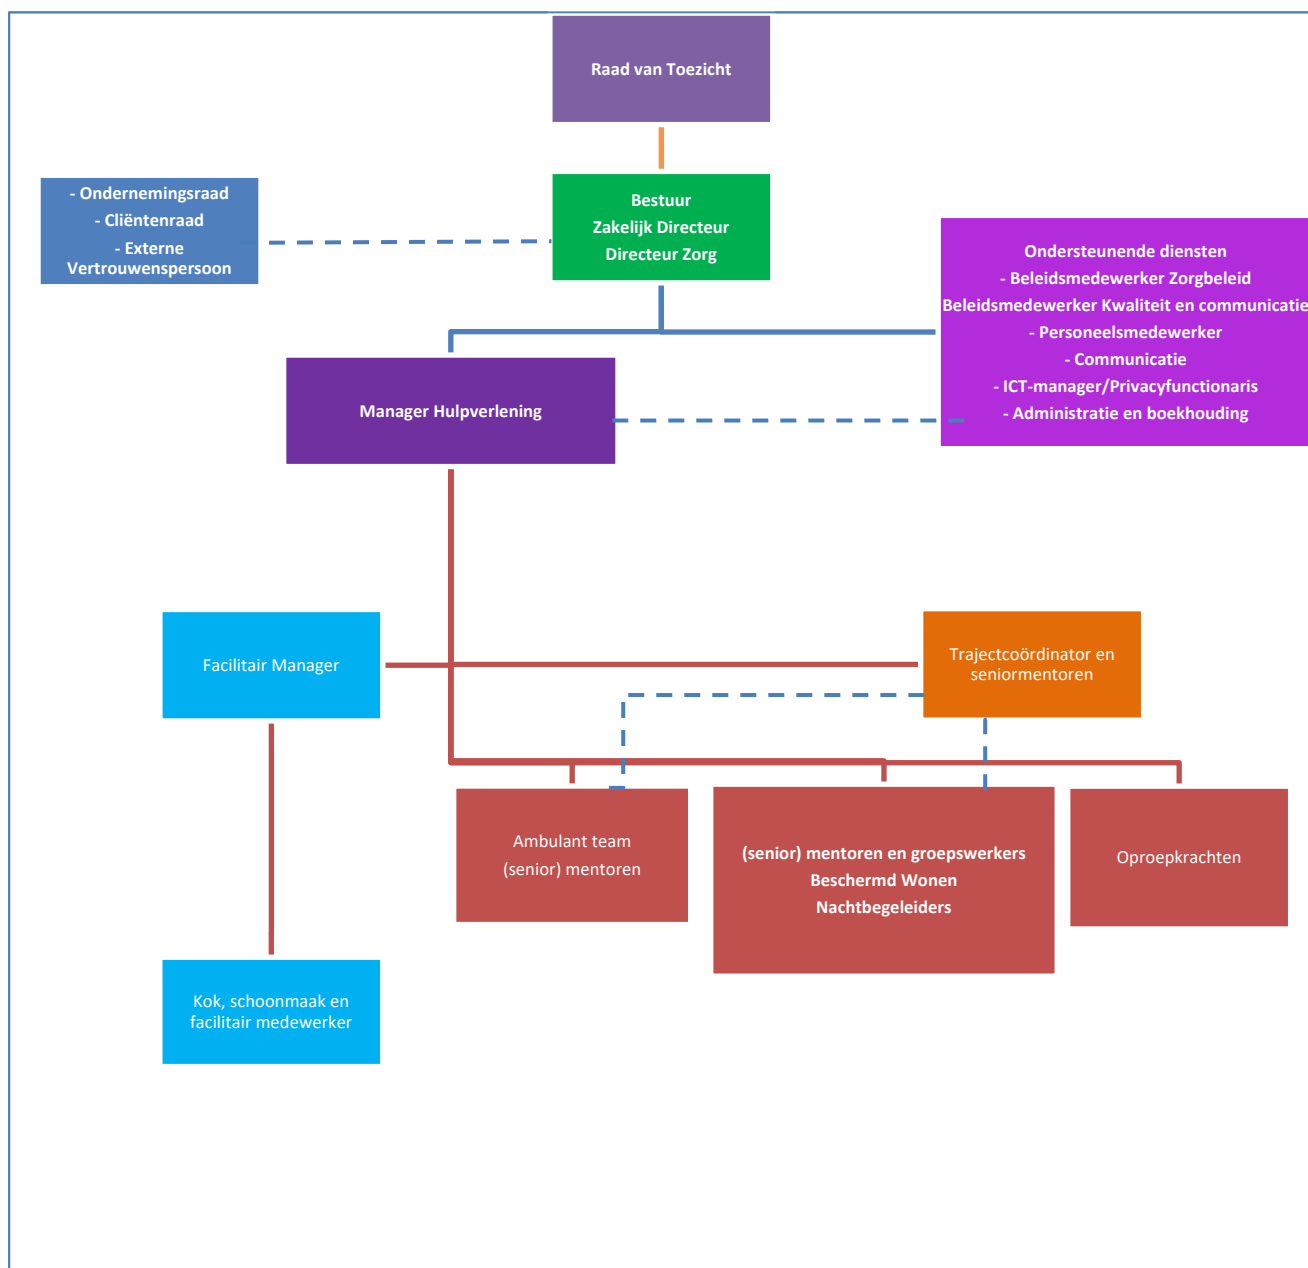 Raad van Toezicht
- Ondernemingsraad
- Cliëntenraad
- Externe
Vertrouwenspersoon
Bestuur
Zakelijk Directeur
Directeur Zorg
Ondersteunende diensten
- Beleidsmedewerker Zorgbeleid
Beleidsmedewerker Kwaliteit en communicatie
- Personeelsmedewerker
- Communicatie
- ICT-manager/Privacyfunctionaris
- Administratie en boekhouding
Manager Hulpverlening
Facilitair Manager
Trajectcoördinator en
seniormentoren
Ambulant team
(senior) mentoren
(senior) mentoren en groepswerkers
Beschermd Wonen
Nachtbegeleiders
Oproepkrachten
Kok, schoonmaak en
facilitair medewerker